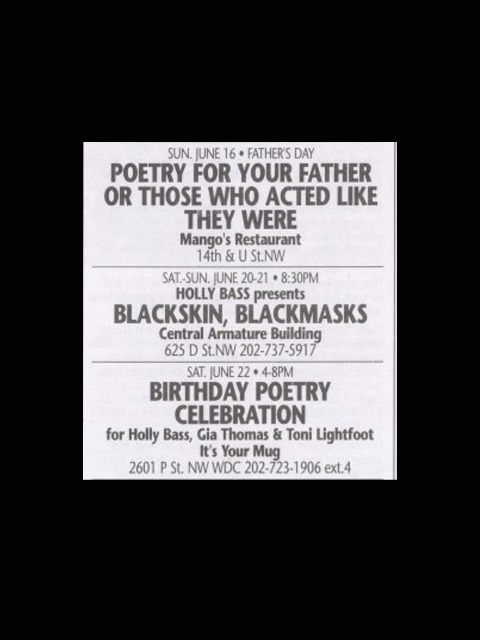 SUN. JUNE 16 • FATHER'S DAY
POETRY FOR YOUR FATHER
OR THOSE WHO ACTED LIKE
THEY WERE
Mango's Restaurant
14th & U St.NW
SAT.-SUN. JUNE 20-21 • 8:30PM
HOLLY BASS presents
BLACKSKIN, BLACKMASKS
Central Armature Building
625 D St.NW 202-737-5917
SAT. JUNE 22 • 4-8PM
BIRTHDAY POETRY
CELEBRATION
for Holly Bass, Gia Thomas & Toni Lightfoot
It's Your Mug
2601 P St. NW WDC 202-723-1906 ext.4